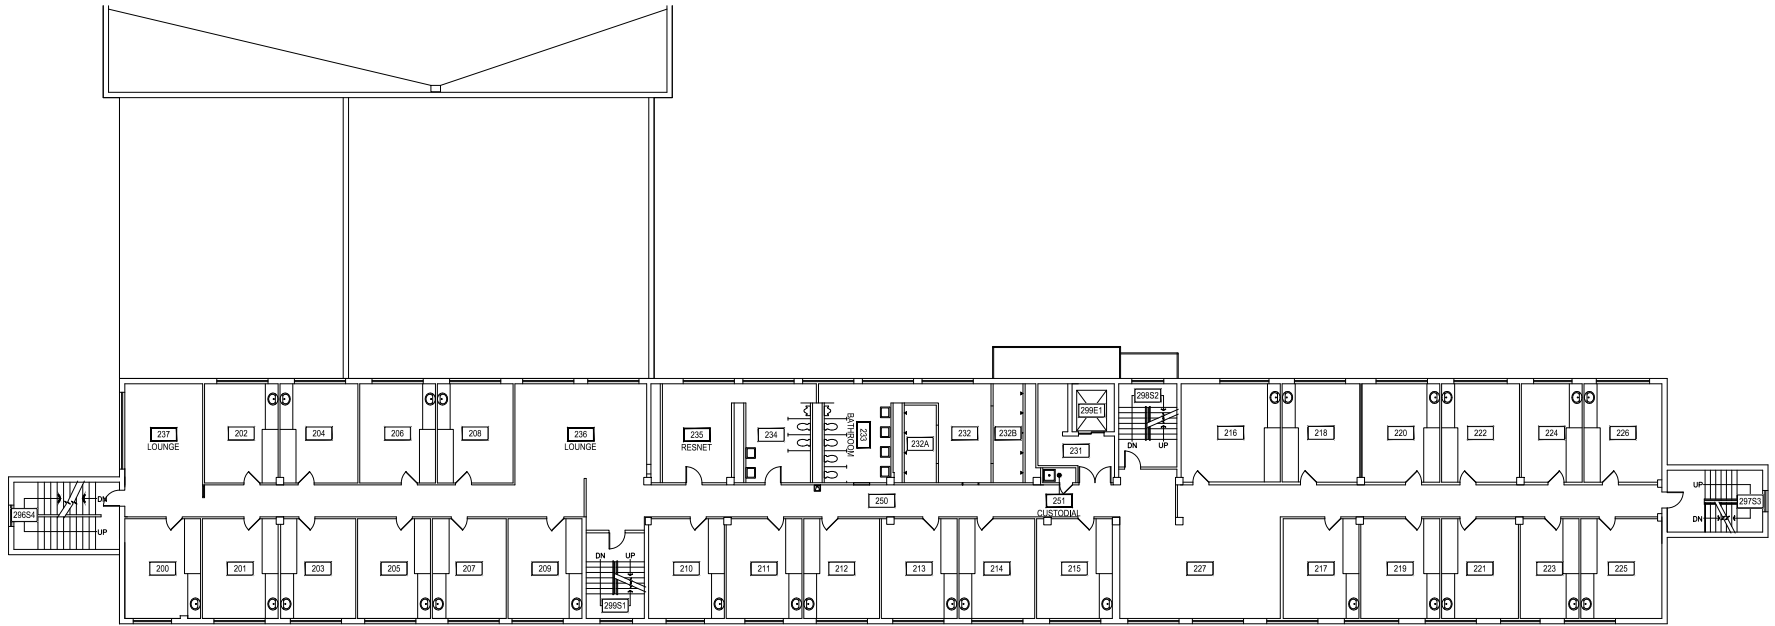 298S2
299E1
237
LOUNGE
202
204
206
208
236
LOUNGE
235
RESNET
234
BATHROOM
233
232A
232
232B
231
DN
UP
216
218
220
222
224
226
296S4
DN
UP
250
251
CUSTODIAL
UP
DN
297S3
200
201
203
205
207
209
DN
UP
299S1
210
211
212
213
214
215
227
217
219
221
223
225